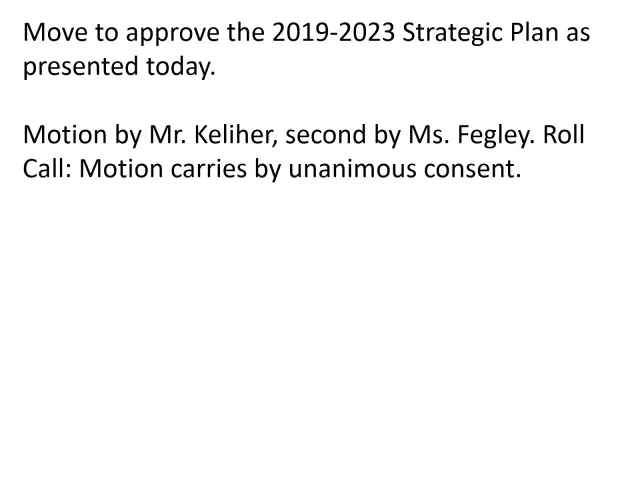 Move to approve the 2019-2023 Strategic Plan as
presented today.
Motion by Mr. Keliher, second by Ms. Fegley. Roll
Call: Motion carries by unanimous consent.